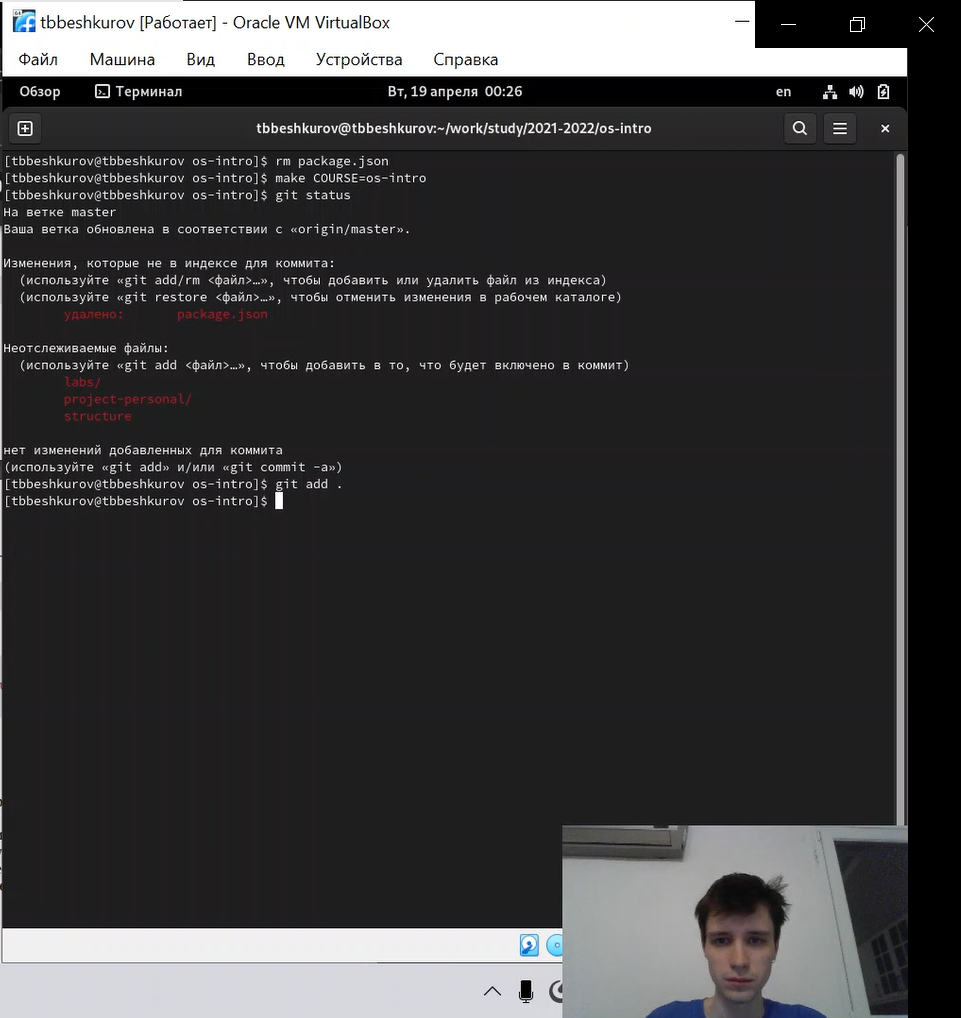 tbbeshkurov [Работает] - Oracle VM VirtualBox
Файл Машина Вид Ввод Устройства Справка
Обзор Терминал Вт, 19 апреля 00:26 en
tbbeshkurov@tbbeshkurov:~/work/study/2021-2022/os-intro
[tbbeshkurov@tbbeshkurov os-intro]$ rm package.json
[tbbeshkurov@tbbeshkurov os-intro]$ make COURSE=os-intro
[tbbeshkurov@tbbeshkurov os-intro]$ git status
На ветке master
Ваша ветка обновлена в соответствии с «origin/master».
Изменения, которые не в индексе для коммита:
(используйте «git add/rm <файл>…», чтобы добавить или удалить файл из индекса)
(используйте «git restore <файл>…», чтобы отменить изменения в рабочем каталоге)
удалено: package.json
Неотслеживаемые файлы:
(используйте «git add <файл>…», чтобы добавить в то, что будет включено в коммит)
labs/
project-personal/
structure
нет изменений добавленных для коммита
(используйте «git add» и/или «git commit -a»)
[tbbeshkurov@tbbeshkurov os-intro]$ git add .
[tbbeshkurov@tbbeshkurov os-intro]$